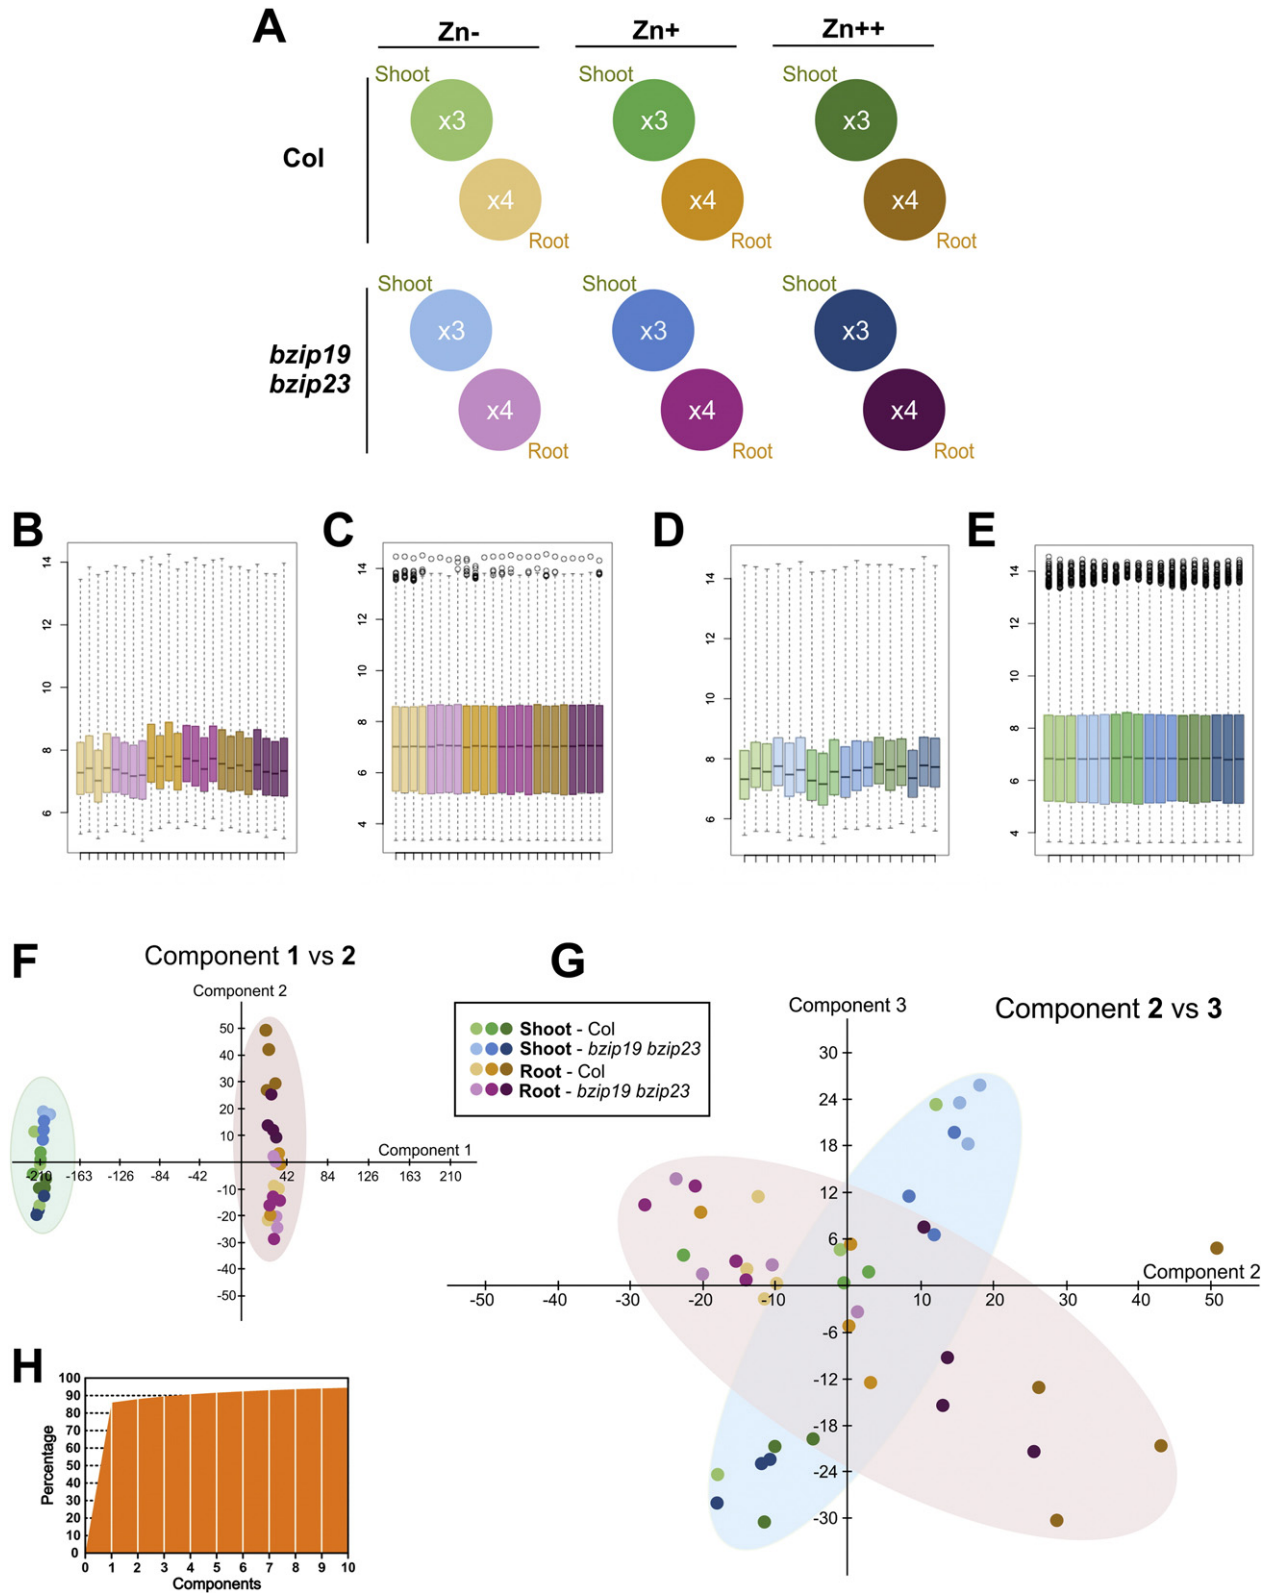 A
Zn-
Zn+
Zn++
Shoot
Shoot
Shoot
x3
x3
x3
Col
x4
x4
x4
Root
Root
Root
Shoot
Shoot
Shoot
x3
x3
x3
bzip19
bzip23
x4
x4
x4
Root
Root
Root
B
14
12
10
8
6
C
14
12
10
8
6
4
D
14
12
10
8
6
E
14
12
10
8
6
4
F
Component 1 vs 2
Component 2
50
40
30
20
10
-10
-20
-30
-40
-50
Component 1
-210 -163 -126 -84 -42 42 84 126 163 210
G
Component 2 vs 3
Shoot - Col
Shoot - bzip19 bzip23
Root - Col
Root - bzip19 bzip23
Component 3
30
24
18
12
6
-6
-12
-18
-24
-30
Component 2
-50 -40 -30 -20 -10 10 20 30 40 50
H
100
90
80
70
60
50
40
30
20
10
0
Percentage
0 1 2 3 4 5 6 7 8 9 10
Components